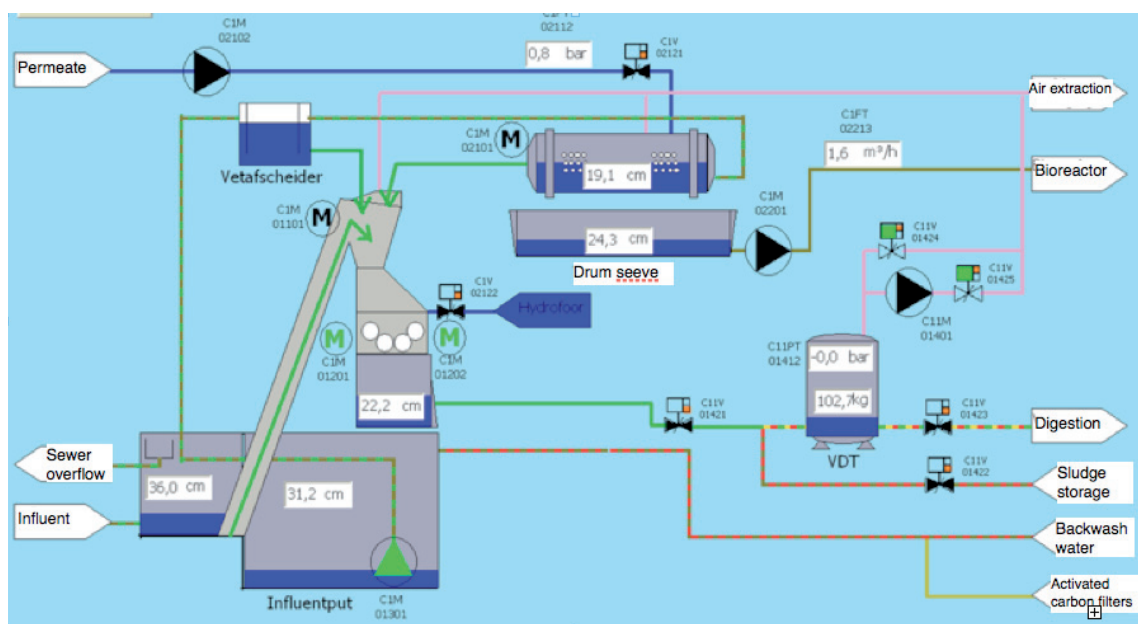 C1M
02102
02112
0,8 bar
C1V
02121
Permeate
Air extraction
C1M
02101
M
C1FT
02213
1,6 m³/h
Vetafscheider
19,1 cm
Bioreactor
C1M
01101
M
C1M
02201
24,3 cm
Drum seeve
C11V
01424
C11V
01425
C1V
02122
Hydrofoor
C11M
01401
M
M
C1M
01201
C1M
01202
C11PT
01412
-0,0 bar
22,2 cm
C11V
01421
102,7kg
C11V
01423
Digestion
VDT
Sewer
overflow
C11V
01422
36,0 cm
31,2 cm
Sludge
storage
Influent
Backwash
water
Influentput
C1M
01301
Activated
carbon filters